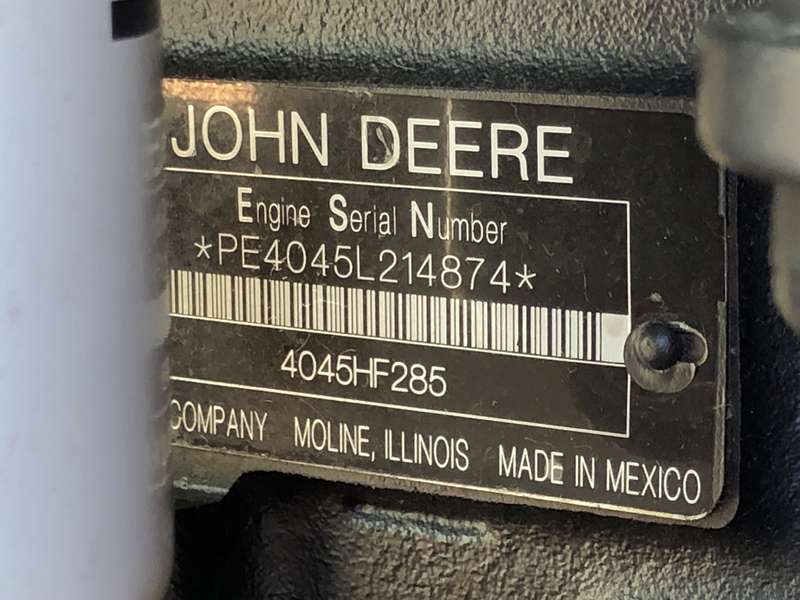 JOHN DEERE
Engine Serial Number
*PE4045L214874*
4045HF285
COMPANY MOLINE, ILLINOIS MADE IN MEXICO